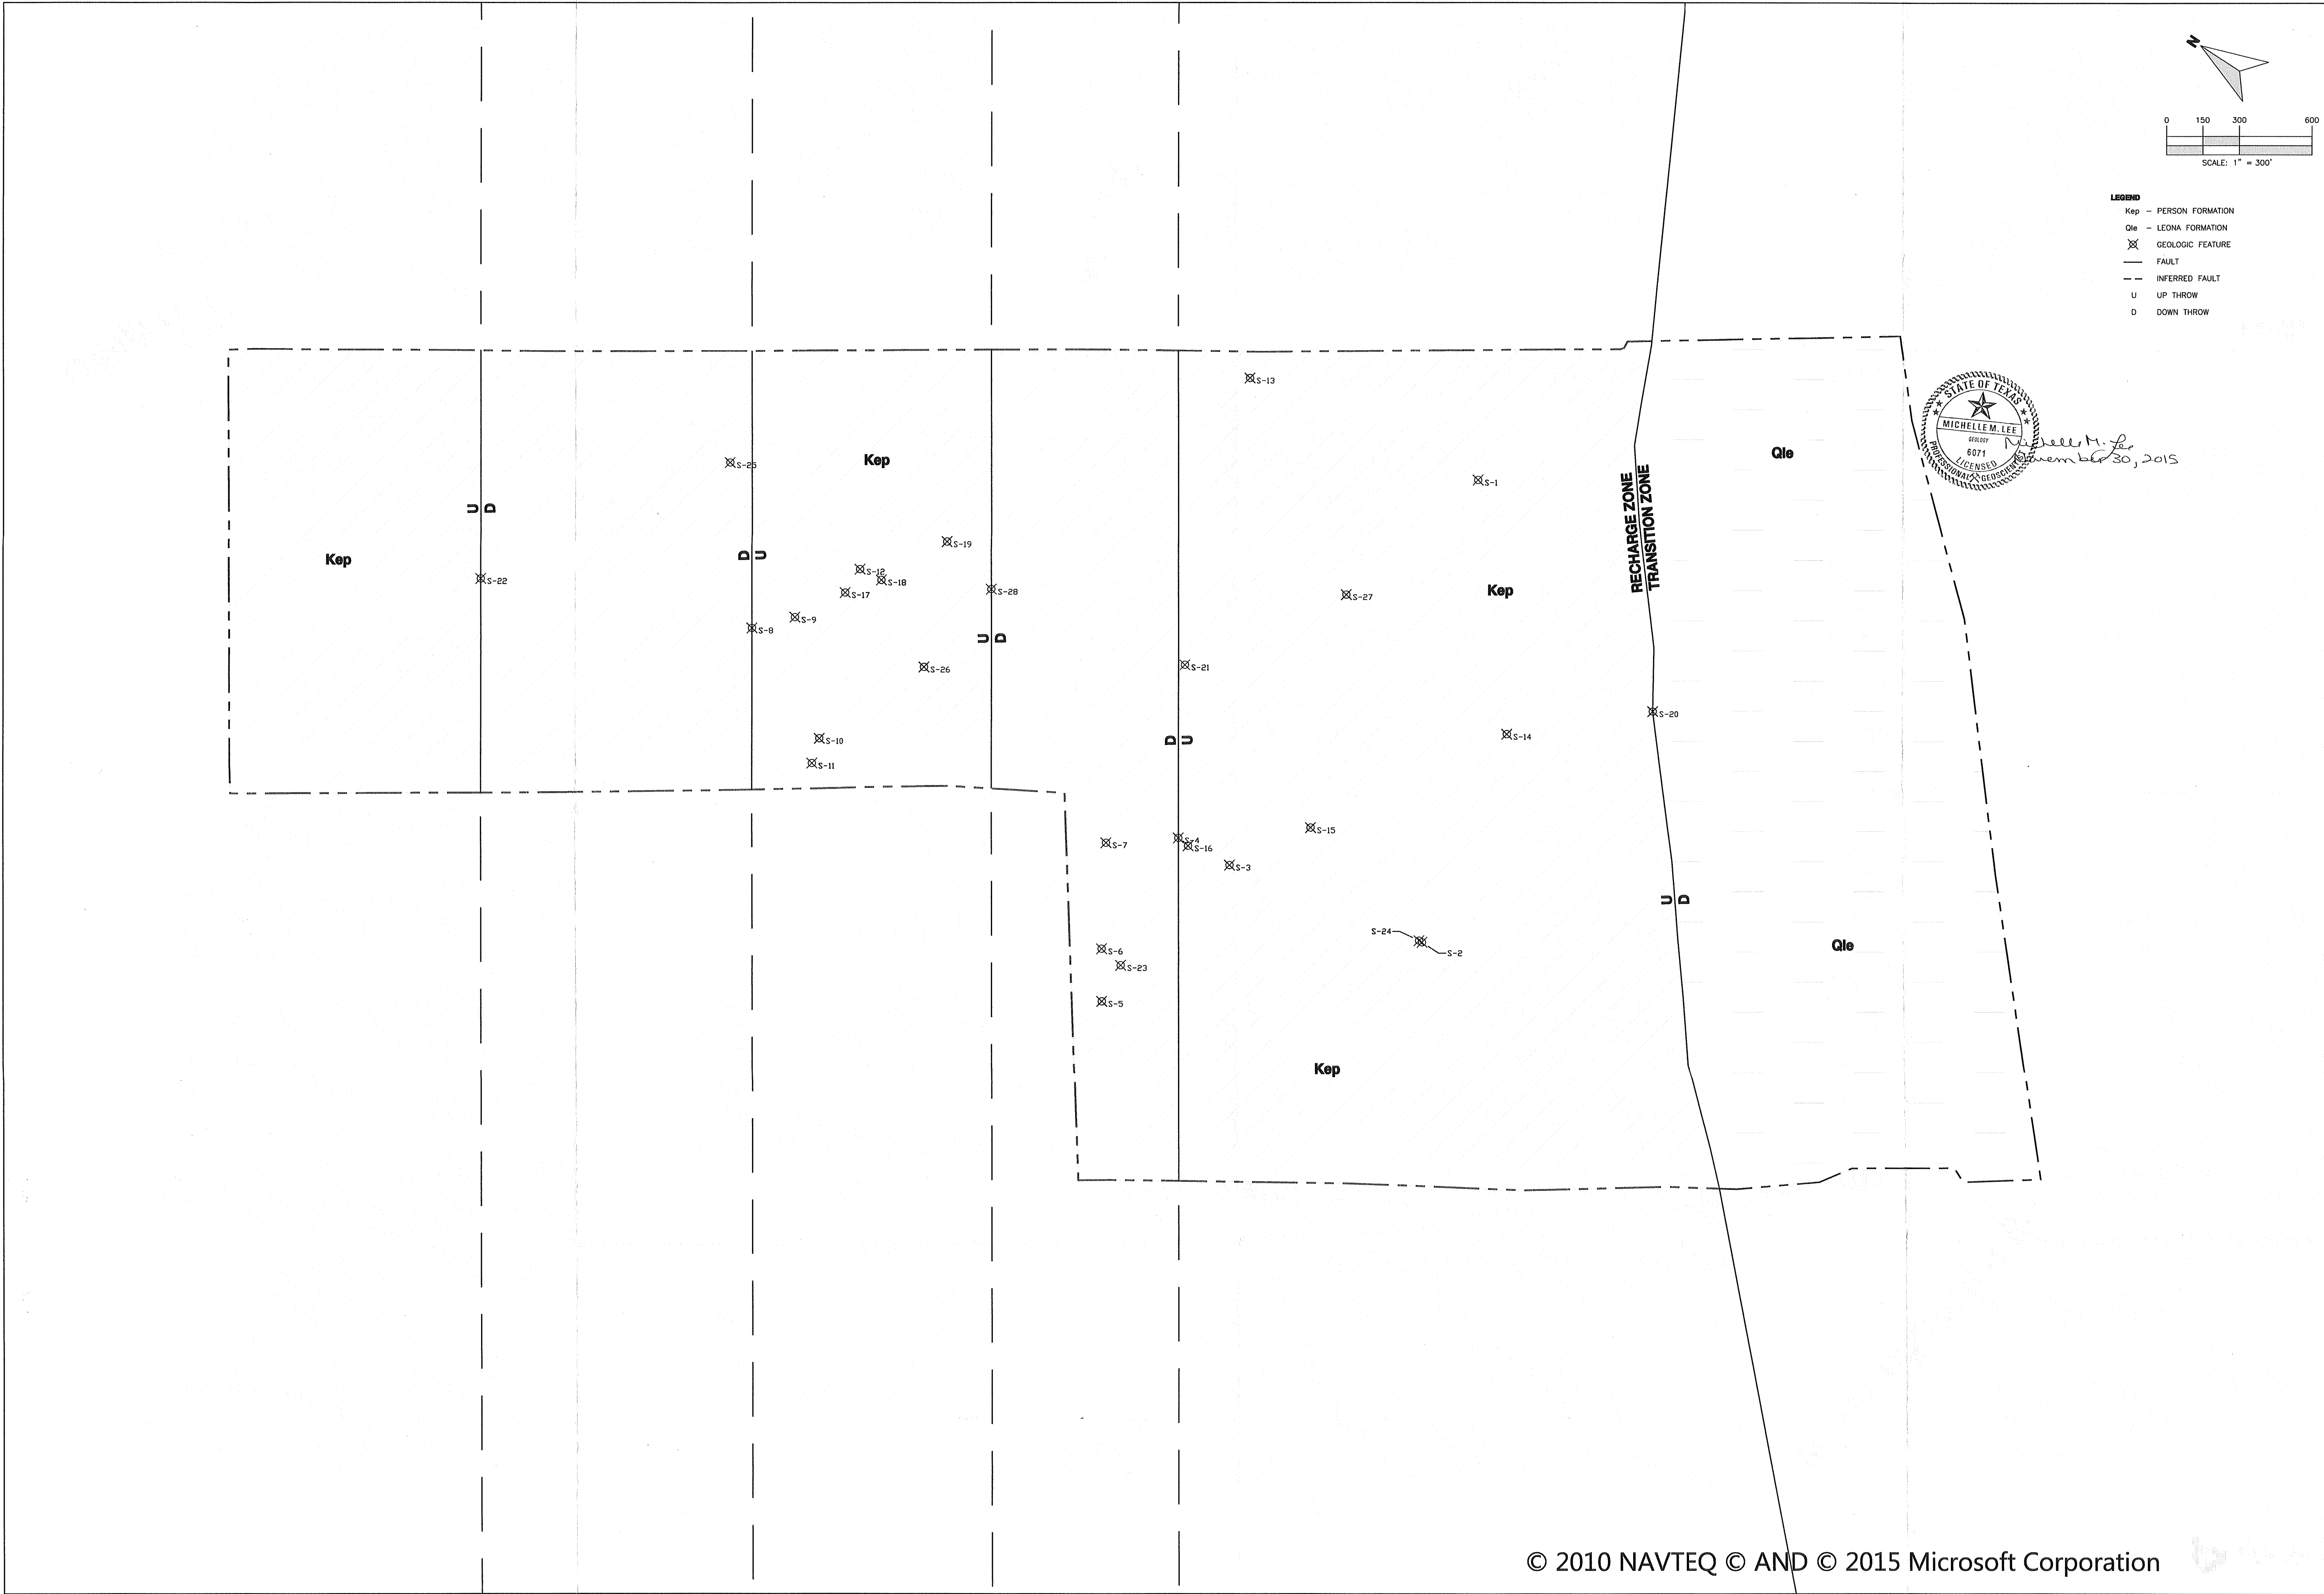 N
0 150 300 600
SCALE: 1" = 300'
LEGEND
Kep – PERSON FORMATION
Qle – LEONA FORMATION
GEOLOGIC FEATURE
FAULT
INFERRED FAULT
U UP THROW
D DOWN THROW
STATE OF TEXAS
MICHELLE M. LEE
GEOLOGY
6071
LICENSED
PROFESSIONAL GEOSCIENTIST
Michelle M. Lee
November 30, 2015
S-13
S-25
Kep
Qle
S-1
U D
RECHARGE ZONE
TRANSITION ZONE
S-19
D U
Kep
S-12
S-18
S-22
S-17
S-28
S-27
Kep
S-9
S-8
U D
S-26
S-21
S-20
S-10
D U
S-14
S-11
S-15
S-7
S-4
S-16
S-3
U D
S-24
S-2
Qle
S-6
S-23
S-5
Kep
© 2010 NAVTEQ © AND © 2015 Microsoft Corporation